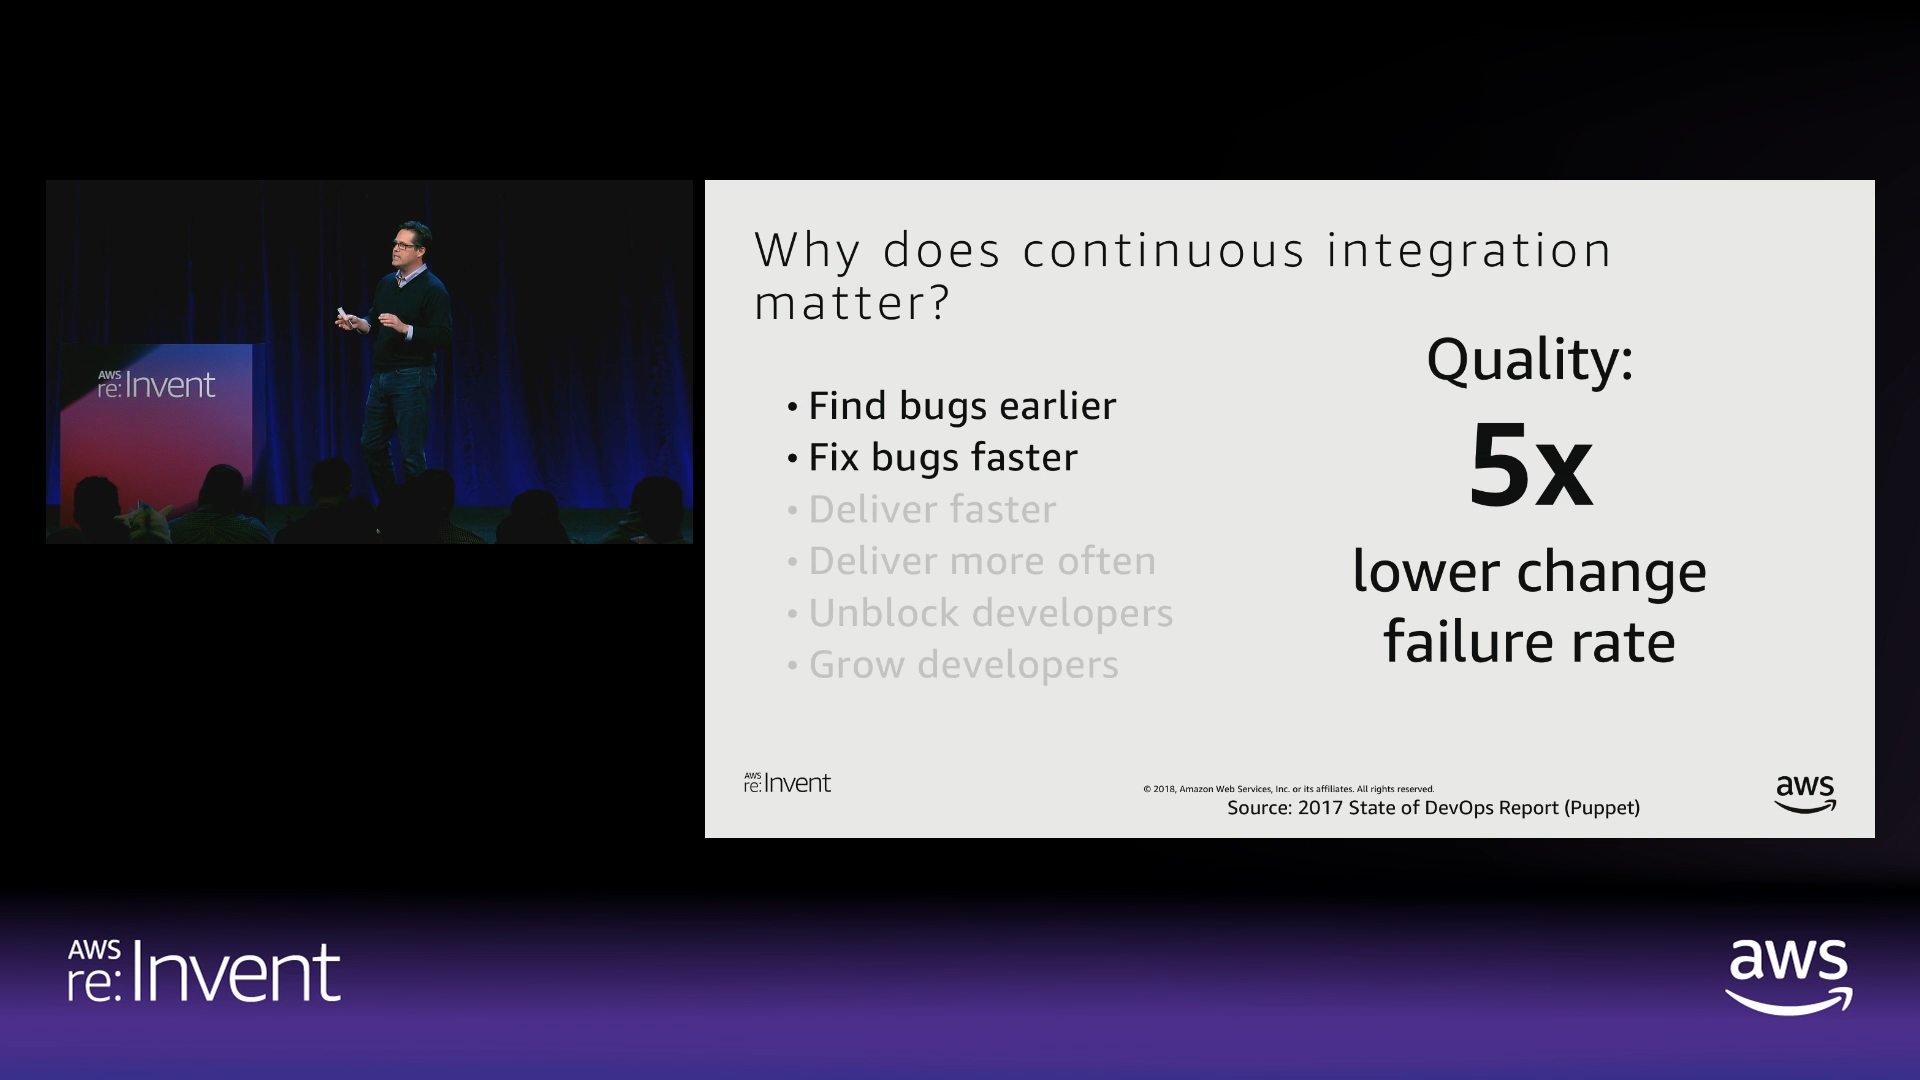 AWS
re:Invent
Why does continuous integration
matter?
• Find bugs earlier
• Fix bugs faster
• Deliver faster
• Deliver more often
• Unblock developers
• Grow developers
Quality:
5x
lower change
failure rate
AWS
re:Invent
© 2018, Amazon Web Services, Inc. or its affiliates. All rights reserved.
Source: 2017 State of DevOps Report (Puppet)
aws
AWS
re:Invent
aws